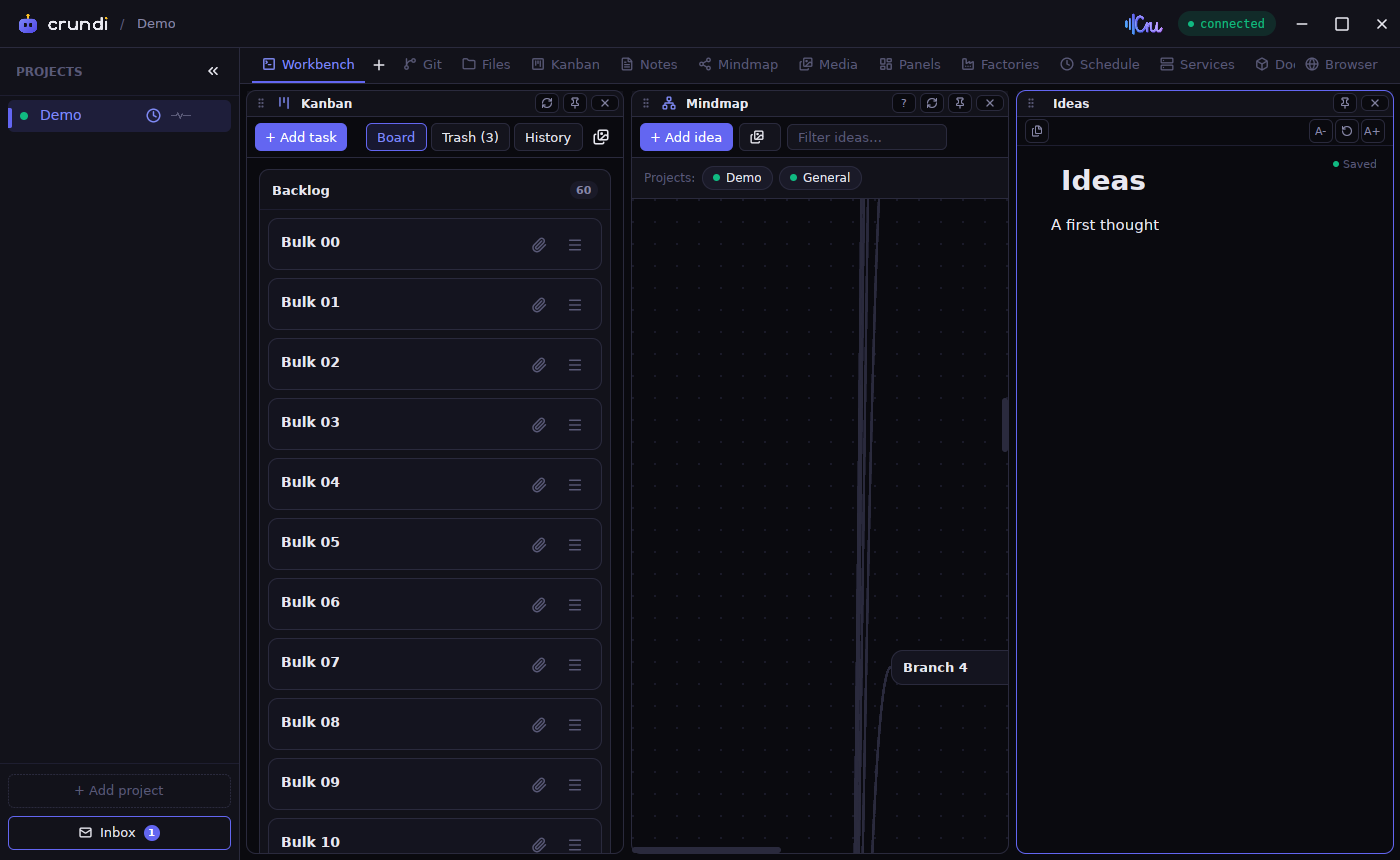 crundi / Demo
Cru
connected
PROJECTS
Demo
+ Add project
Inbox 1
Workbench
Git
Files
Kanban
Notes
Mindmap
Media
Panels
Factories
Schedule
Services
Doc
Browser
Kanban
+ Add task
Board
Trash (3)
History
Backlog 60
Bulk 00
Bulk 01
Bulk 02
Bulk 03
Bulk 04
Bulk 05
Bulk 06
Bulk 07
Bulk 08
Bulk 09
Bulk 10
Mindmap
?
+ Add idea
Filter ideas...
Projects: Demo General
Branch 4
Ideas
A-
A+
Saved
Ideas
A first thought